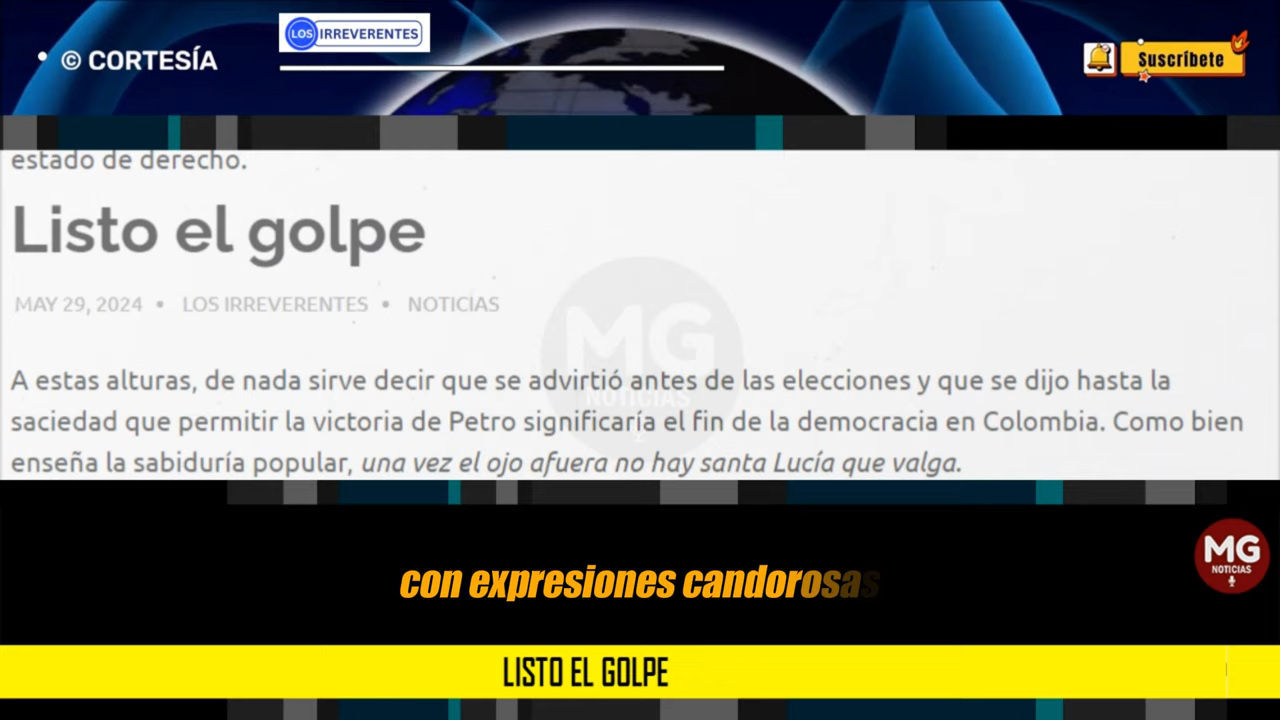 © CORTESÍA
LOS IRREVERENTES
Suscríbete
estado de derecho.
Listo el golpe
MAY 29, 2024 • LOS IRREVERENTES • NOTICIAS
A estas alturas, de nada sirve decir que se advirtió antes de las elecciones y que se dijo hasta la
saciedad que permitir la victoria de Petro significaría el fin de la democracia en Colombia. Como bien
enseña la sabiduría popular, una vez el ojo afuera no hay santa Lucía que valga.
MG
NOTICIAS
con expresiones candorosas
MG
NOTICIAS
LISTO EL GOLPE